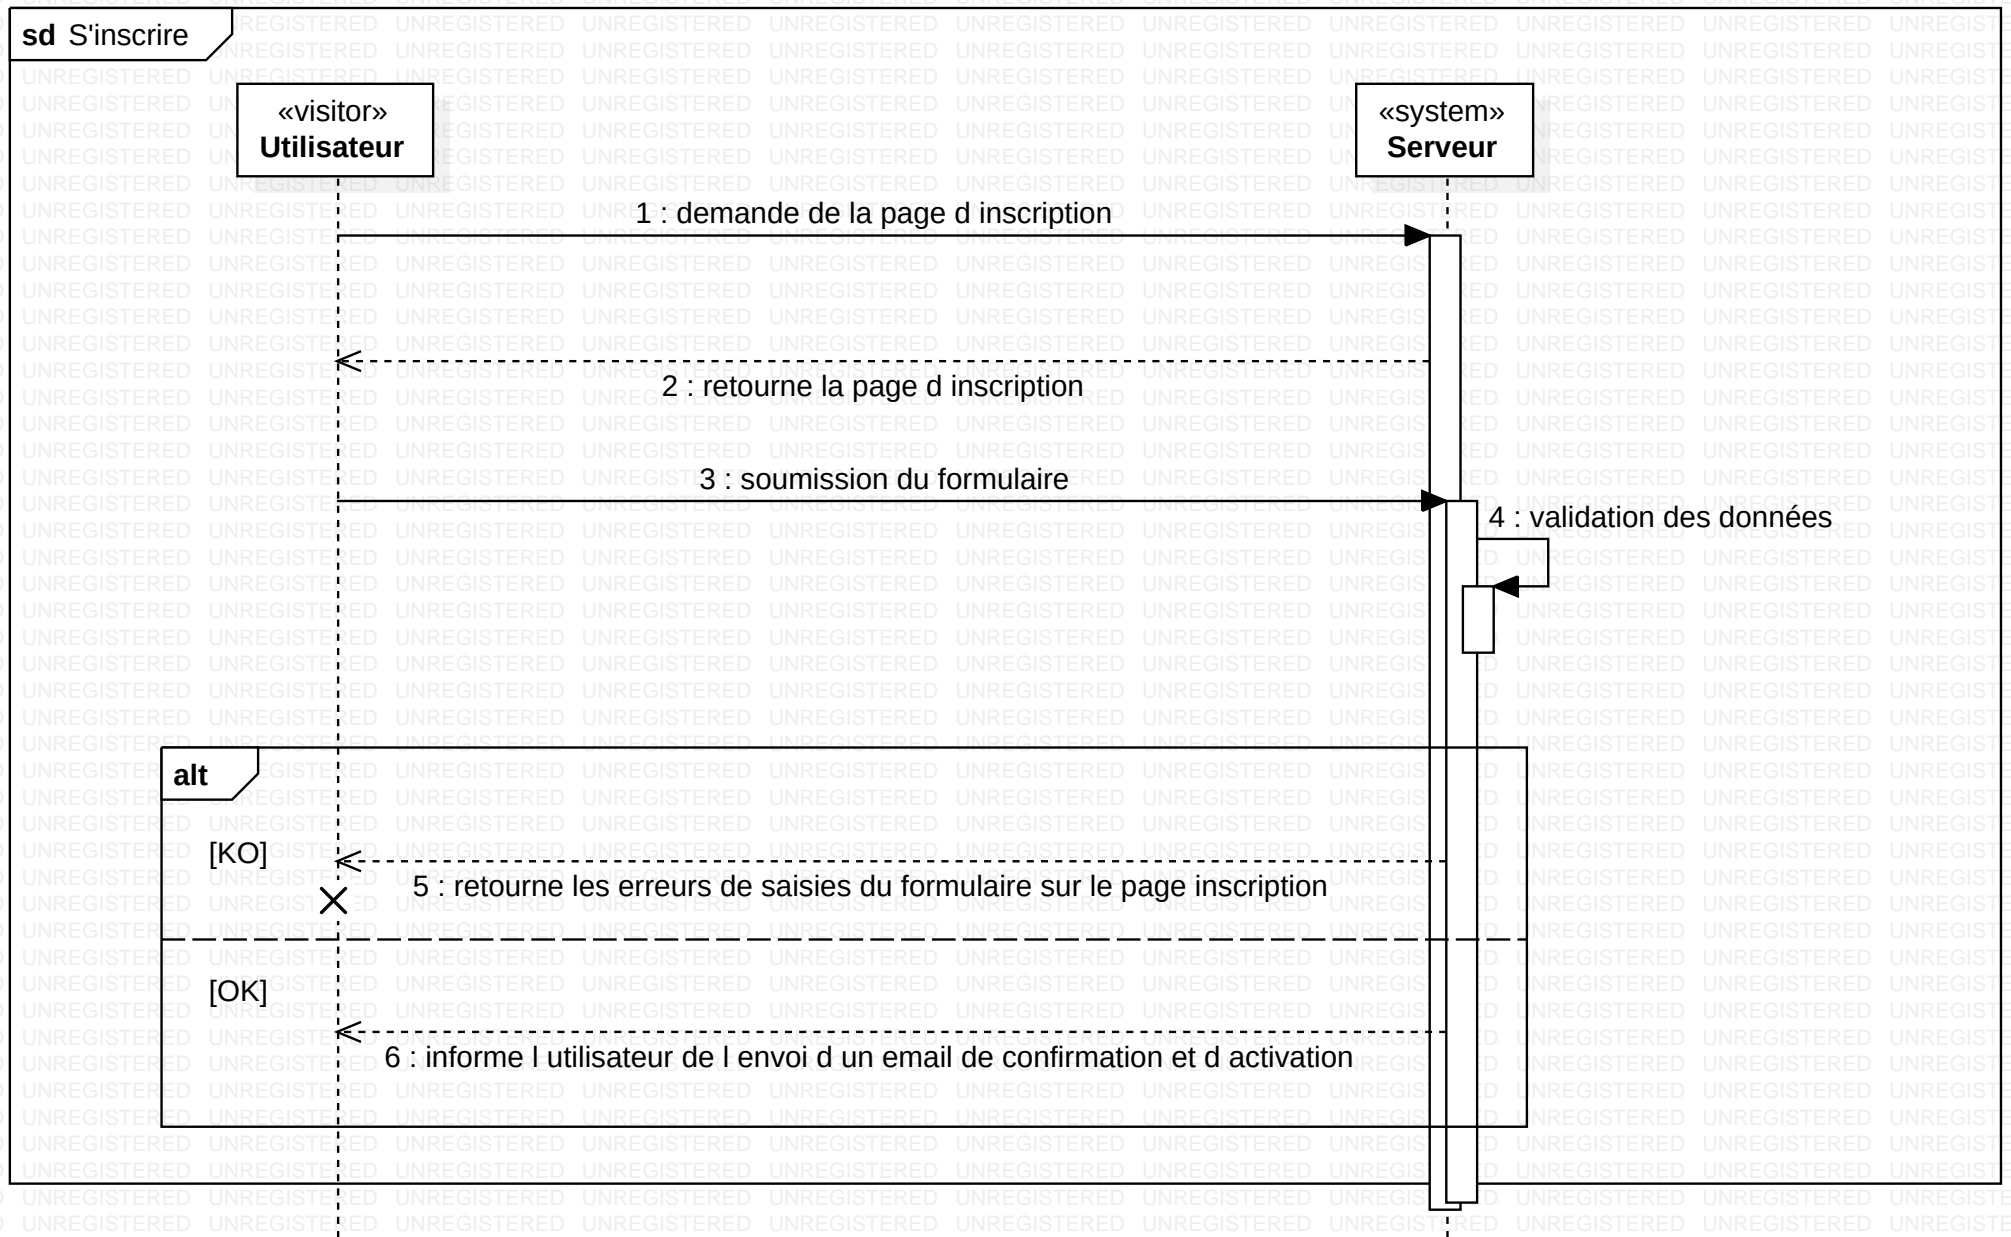 sd S'inscrire
«visitor»
Utilisateur
«system»
Serveur
1 : demande de la page d inscription
2 : retourne la page d inscription
3 : soumission du formulaire
4 : validation des données
alt
[KO]
5 : retourne les erreurs de saisies du formulaire sur le page inscription
[OK]
6 : informe l utilisateur de l envoi d un email de confirmation et d activation
UNREGISTERED